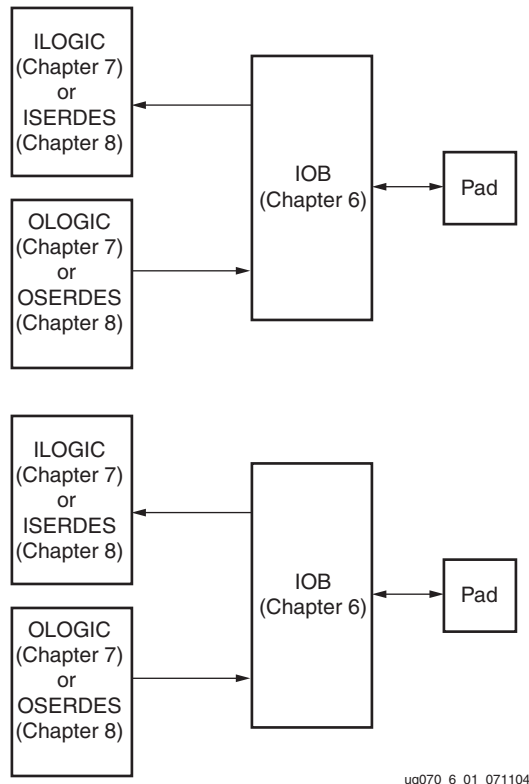 ILOGIC
(Chapter 7)
or
ISERDES
(Chapter 8)
IOB
(Chapter 6)
Pad
OLOGIC
(Chapter 7)
or
OSERDES
(Chapter 8)
ILOGIC
(Chapter 7)
or
ISERDES
(Chapter 8)
IOB
(Chapter 6)
Pad
OLOGIC
(Chapter 7)
or
OSERDES
(Chapter 8)
ug070_6_01_071104